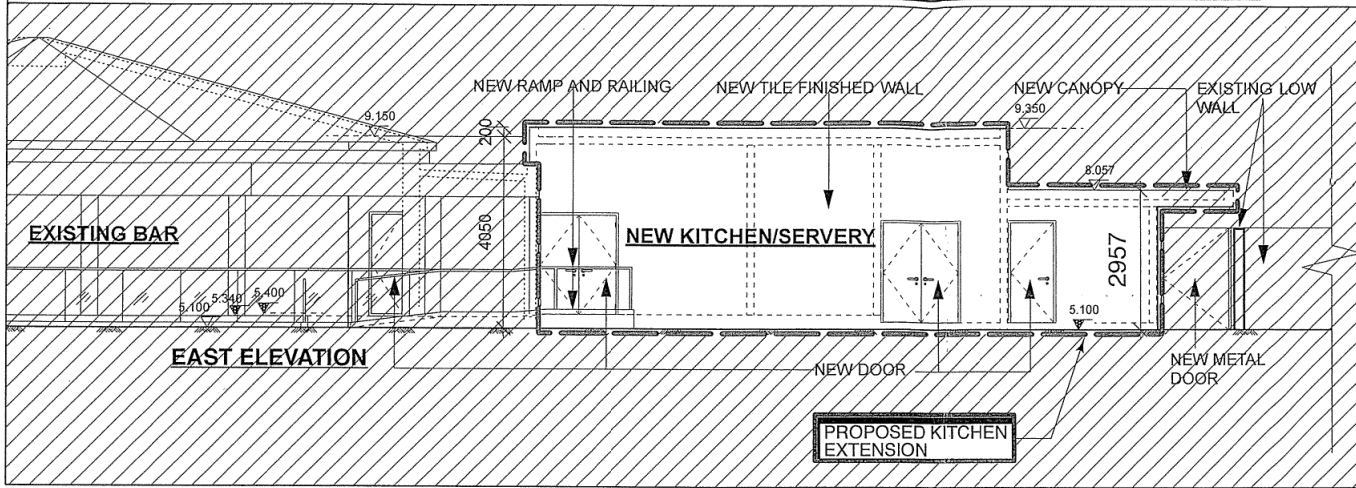 NEW RAMP AND RAILING
NEW TILE FINISHED WALL
NEW CANOPY
EXISTING LOW
WALL
9.150
200
9.350
8.057
EXISTING BAR
4050
NEW KITCHEN/SERVERY
2957
5.100
5.340
5.400
5.100
EAST ELEVATION
NEW DOOR
NEW METAL
DOOR
PROPOSED KITCHEN
EXTENSION